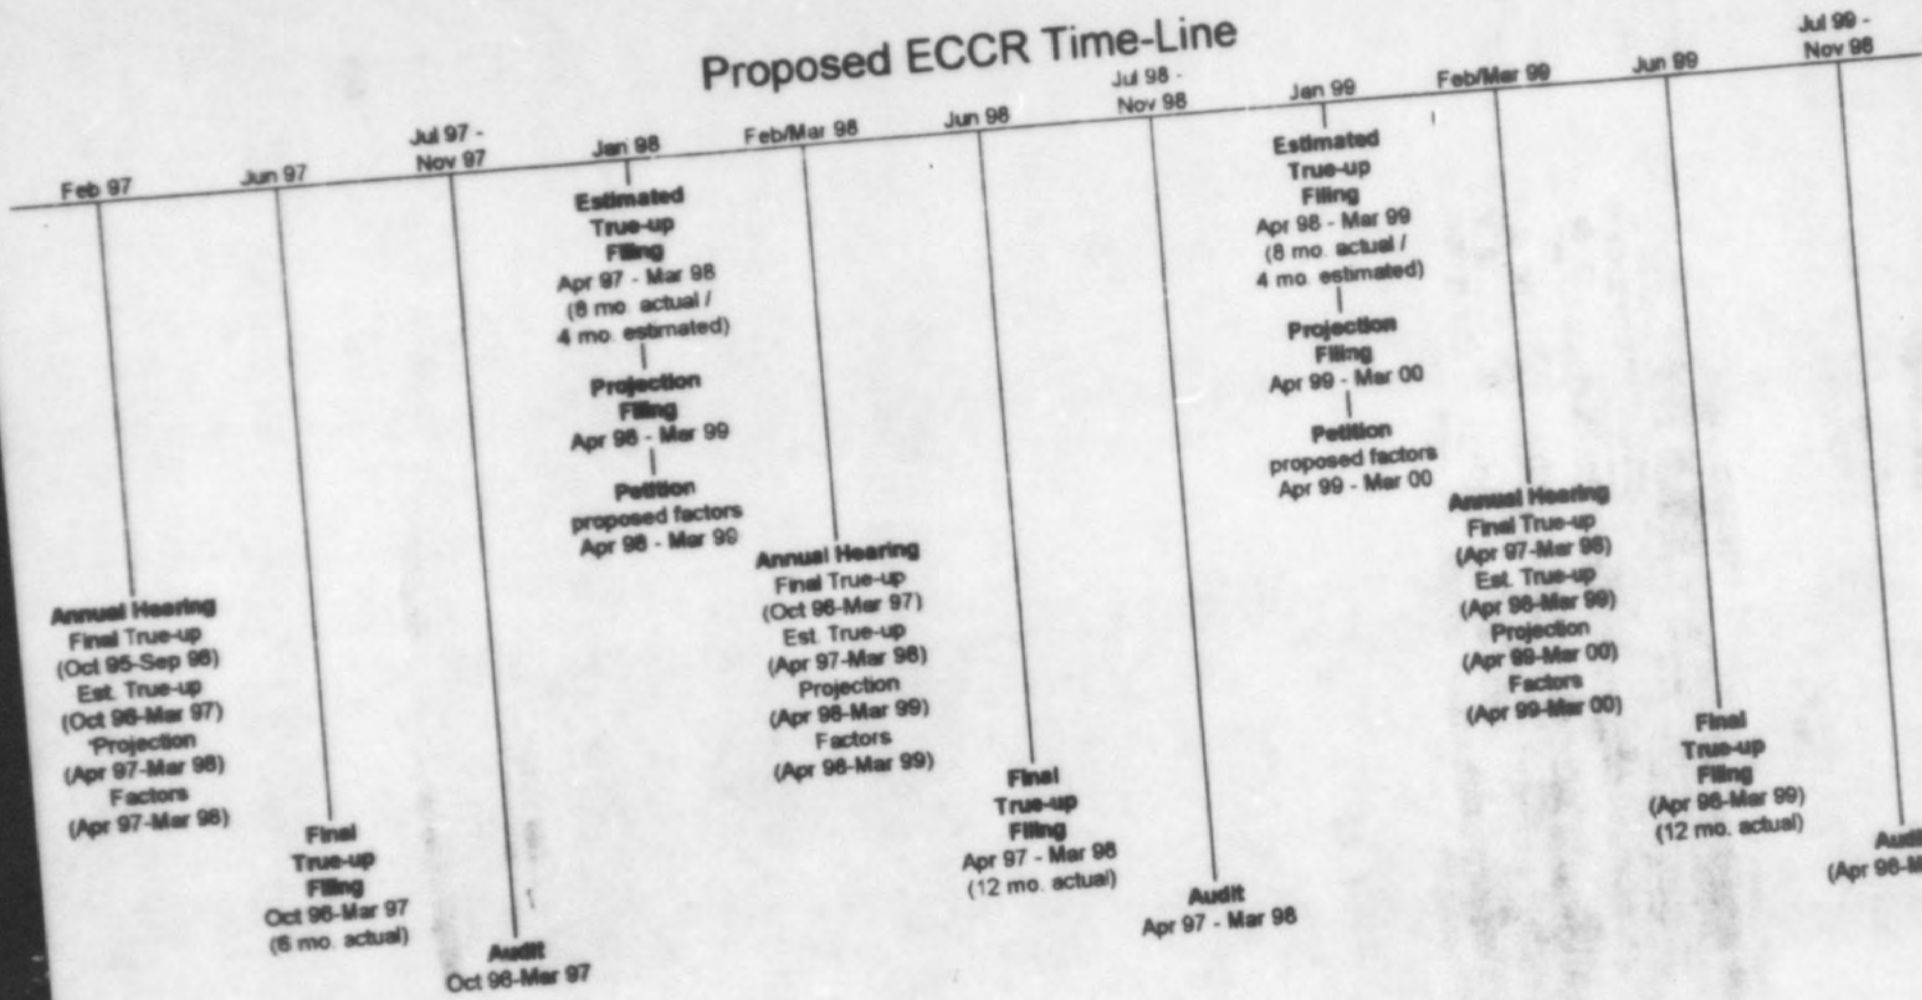 Proposed ECCR Time-Line
Feb 97
Annual Hearing
Final True-up
(Oct 95-Sep 96)
Est. True-up
(Oct 96-Mar 97)
Projection
(Apr 97-Mar 98)
Factors
(Apr 97-Mar 98)
Jun 97
Final
True-up
Filing
Oct 96-Mar 97
(6 mo. actual)
Jul 97 -
Nov 97
Audit
Oct 96-Mar 97
Jan 98
Estimated
True-up
Filing
Apr 97 - Mar 98
(8 mo. actual /
4 mo. estimated)
Projection
Filing
Apr 98 - Mar 99
Petition
proposed factors
Apr 98 - Mar 99
Feb/Mar 98
Annual Hearing
Final True-up
(Oct 96-Mar 97)
Est. True-up
(Apr 97-Mar 98)
Projection
(Apr 98-Mar 99)
Factors
(Apr 98-Mar 99)
Jun 98
Final
True-up
Filing
Apr 97 - Mar 98
(12 mo. actual)
Jul 98 -
Nov 98
Audit
Apr 97 - Mar 98
Jan 99
Estimated
True-up
Filing
Apr 98 - Mar 99
(8 mo. actual /
4 mo. estimated)
Projection
Filing
Apr 99 - Mar 00
Petition
proposed factors
Apr 99 - Mar 00
Feb/Mar 99
Annual Hearing
Final True-up
(Apr 97-Mar 98)
Est. True-up
(Apr 98-Mar 99)
Projection
(Apr 99-Mar 00)
Factors
(Apr 99-Mar 00)
Jun 99
Final
True-up
Filing
(Apr 98-Mar 99)
(12 mo. actual)
Jul 99 -
Nov 98
(Apr 98-